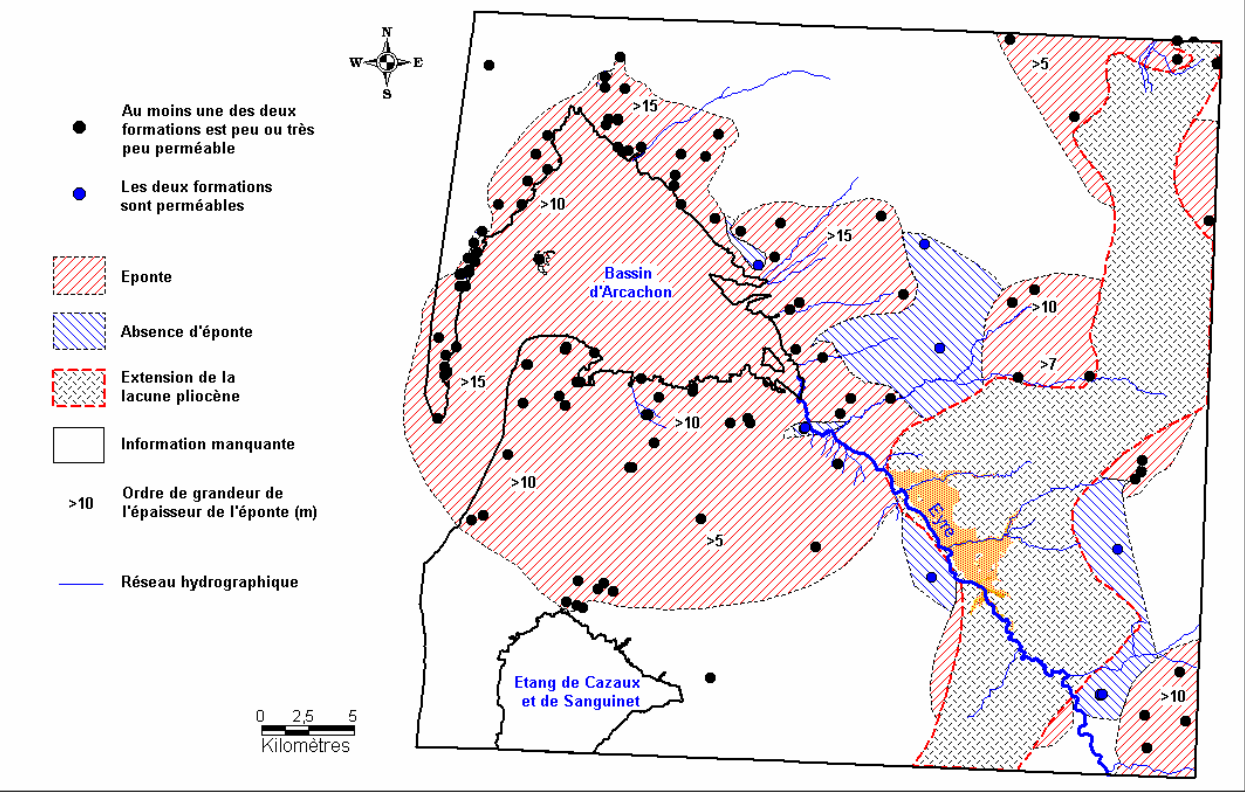 N
W E
S
Au moins une des deux
formations est peu ou très
peu perméable
Les deux formations
sont perméables
Eponte
Absence d'éponte
Extension de la
lacune pliocène
Information manquante
>10
Ordre de grandeur de
l'épaisseur de l'éponte (m)
Réseau hydrographique
0 2,5 5
Kilomètres
>5
>15
>10
>15
Bassin
d'Arcachon
>10
>7
>15
>10
>10
>5
Eyre
Etang de Cazaux
et de Sanguinet
>10